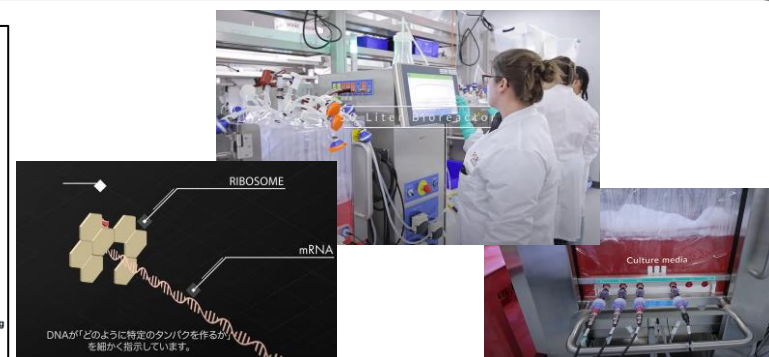 50 Liter Bioreactor
RIBOSOME
mRNA
DNAが「どのように特定のタンパクを作るか」
を細かく指示しています。
Culture media